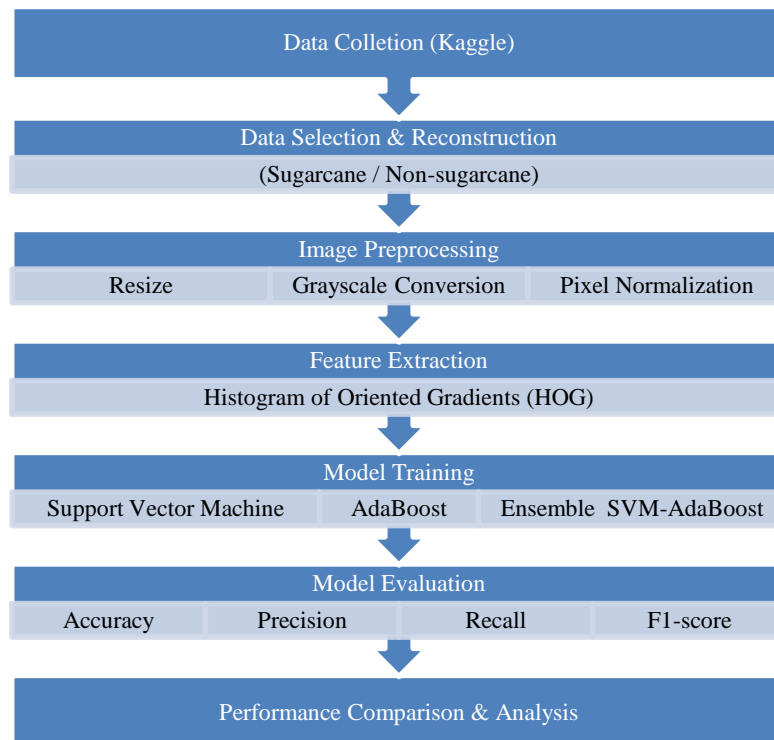 Data Colletion (Kaggle)
Data Selection & Reconstruction
(Sugarcane / Non-sugarcane)
Image Preprocessing
Resize Grayscale Conversion Pixel Normalization
Feature Extraction
Histogram of Oriented Gradients (HOG)
Model Training
Support Vector Machine AdaBoost Ensemble SVM-AdaBoost
Model Evaluation
Accuracy Precision Recall F1-score
Performance Comparison & Analysis